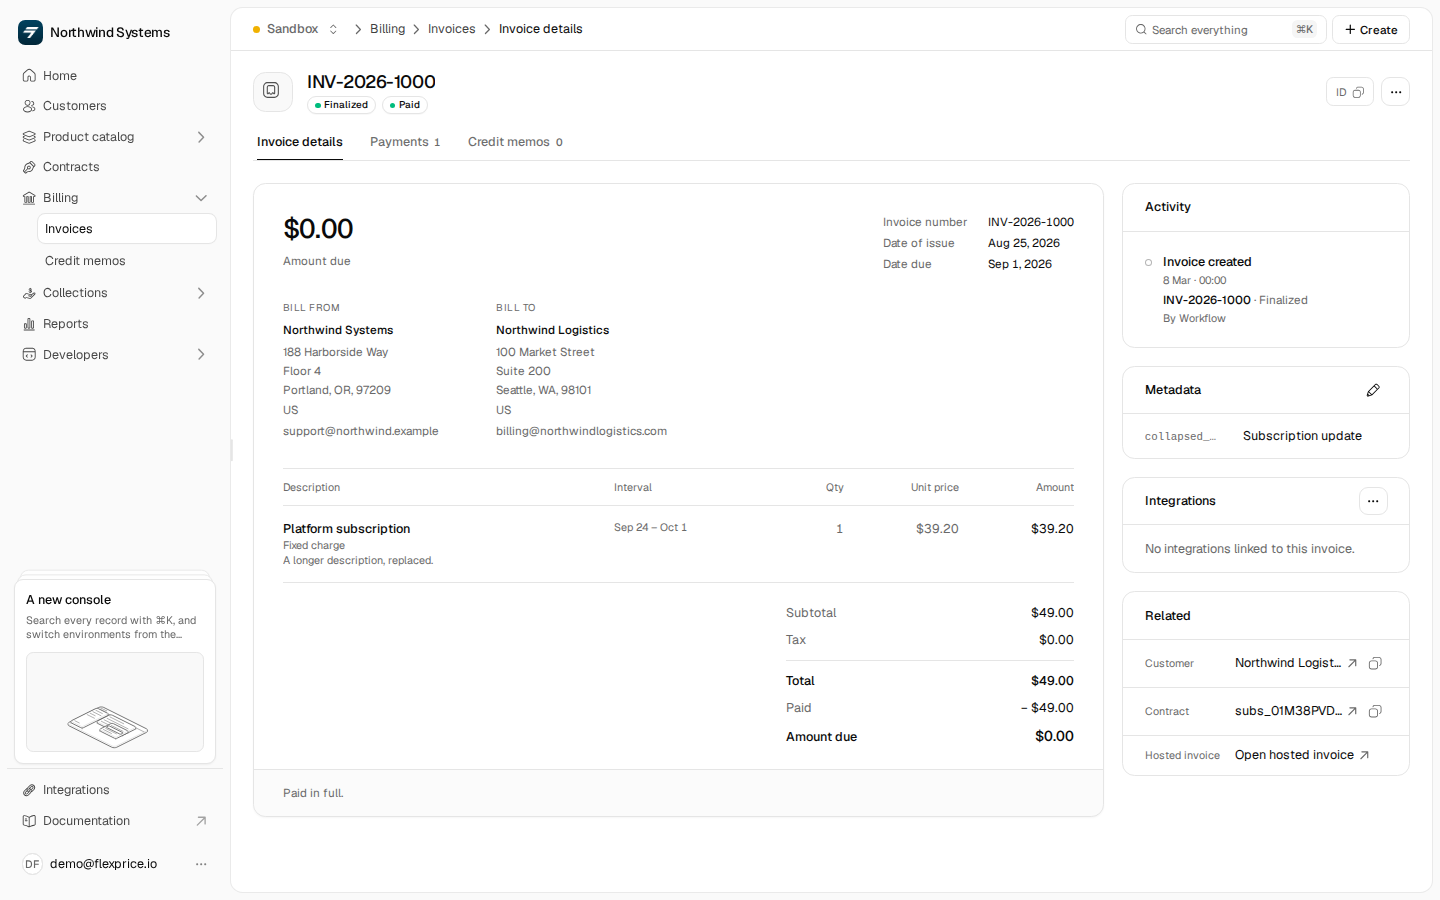 Northwind Systems
Home
Customers
Product catalog
Contracts
Billing
Invoices
Credit memos
Collections
Reports
Developers
A new console
Search every record with ⌘K, and
switch environments from the...
Integrations
Documentation
DF demo@flexprice.io
Sandbox
Billing
Invoices
Invoice details
Search everything ⌘K
Create
INV-2026-1000
Finalized Paid
ID
Invoice details Payments 1 Credit memos 0
$0.00
Amount due
Invoice number INV-2026-1000
Date of issue Aug 25, 2026
Date due Sep 1, 2026
BILL FROM
Northwind Systems
188 Harborside Way
Floor 4
Portland, OR, 97209
US
support@northwind.example
BILL TO
Northwind Logistics
100 Market Street
Suite 200
Seattle, WA, 98101
US
billing@northwindlogistics.com
Description Interval Qty Unit price Amount
Platform subscription Sep 24 – Oct 1 1 $39.20 $39.20
Fixed charge
A longer description, replaced.
Subtotal $49.00
Tax $0.00
Total $49.00
Paid − $49.00
Amount due $0.00
Paid in full.
Activity
Invoice created
8 Mar · 00:00
INV-2026-1000 · Finalized
By Workflow
Metadata
collapsed_… Subscription update
Integrations
No integrations linked to this invoice.
Related
Customer Northwind Logist...
Contract subs_01M38PVD...
Hosted invoice Open hosted invoice